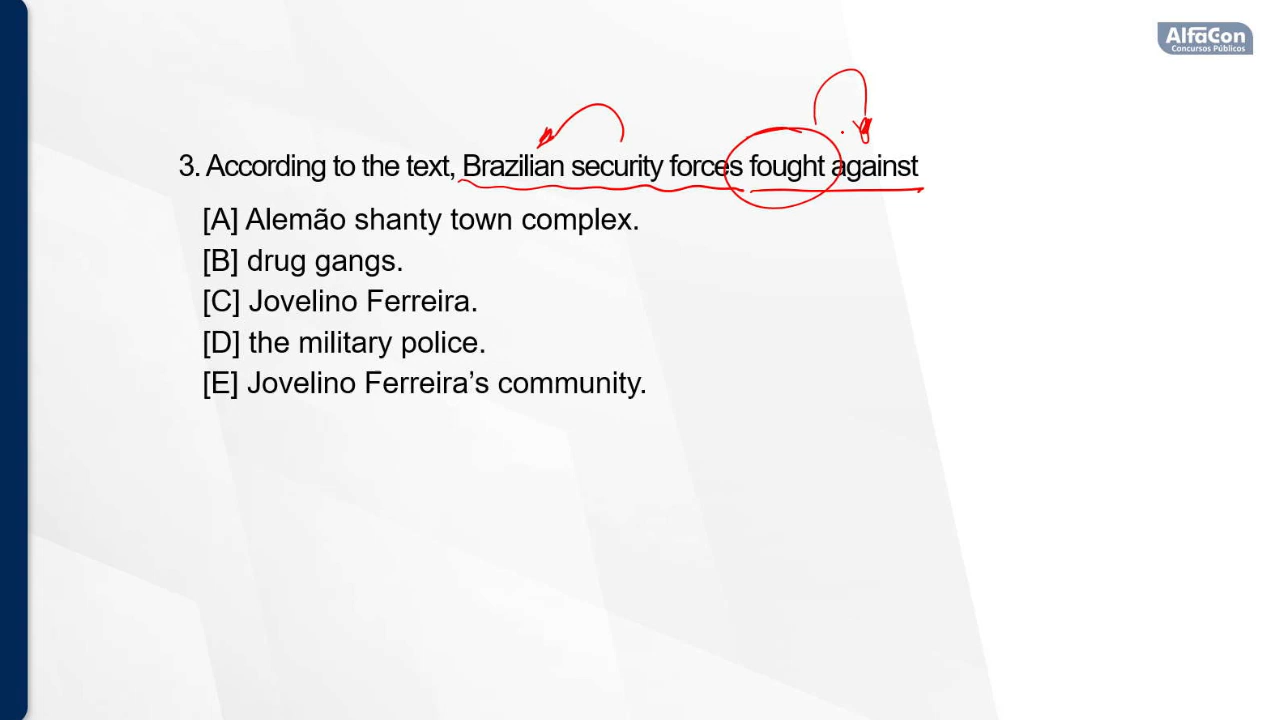 AlfaCon
Concursos Públicos
3. According to the text, Brazilian security forces fought against
[A] Alemão shanty town complex.
[B] drug gangs.
[C] Jovelino Ferreira.
[D] the military police.
[E] Jovelino Ferreira’s community.